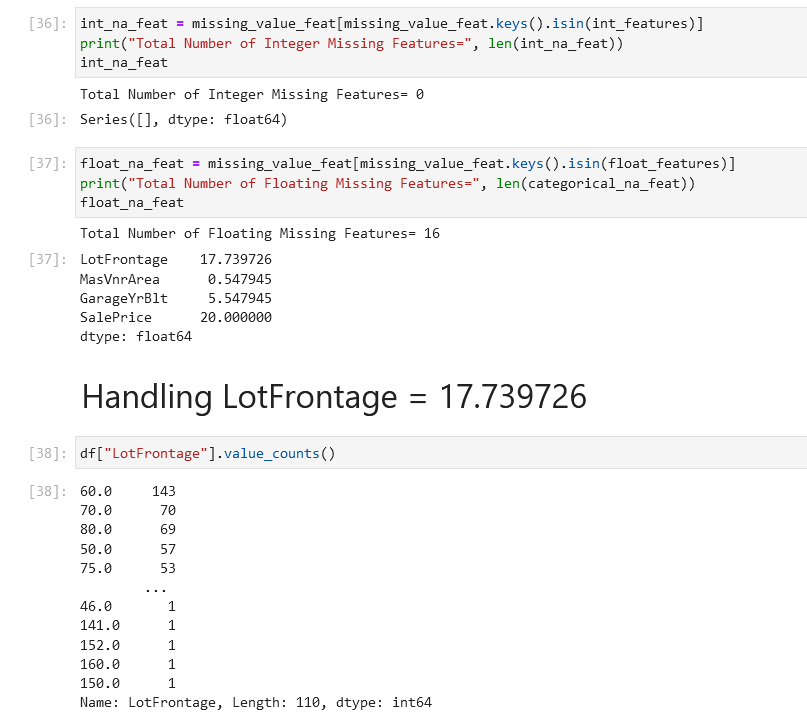 [36]: int_na_feat = missing_value_feat[missing_value_feat.keys().isin(int_features)]
print("Total Number of Integer Missing Features=", len(int_na_feat))
int_na_feat
Total Number of Integer Missing Features= 0
[36]: Series([], dtype: float64)
[37]: float_na_feat = missing_value_feat[missing_value_feat.keys().isin(float_features)]
print("Total Number of Floating Missing Features=", len(categorical_na_feat))
float_na_feat
Total Number of Floating Missing Features= 16
[37]: LotFrontage 17.739726
MasVnrArea 0.547945
GarageYrBlt 5.547945
SalePrice 20.000000
dtype: float64
Handling LotFrontage = 17.739726
[38]: df["LotFrontage"].value_counts()
[38]: 60.0 143
70.0 70
80.0 69
50.0 57
75.0 53
...
46.0 1
141.0 1
152.0 1
160.0 1
150.0 1
Name: LotFrontage, Length: 110, dtype: int64